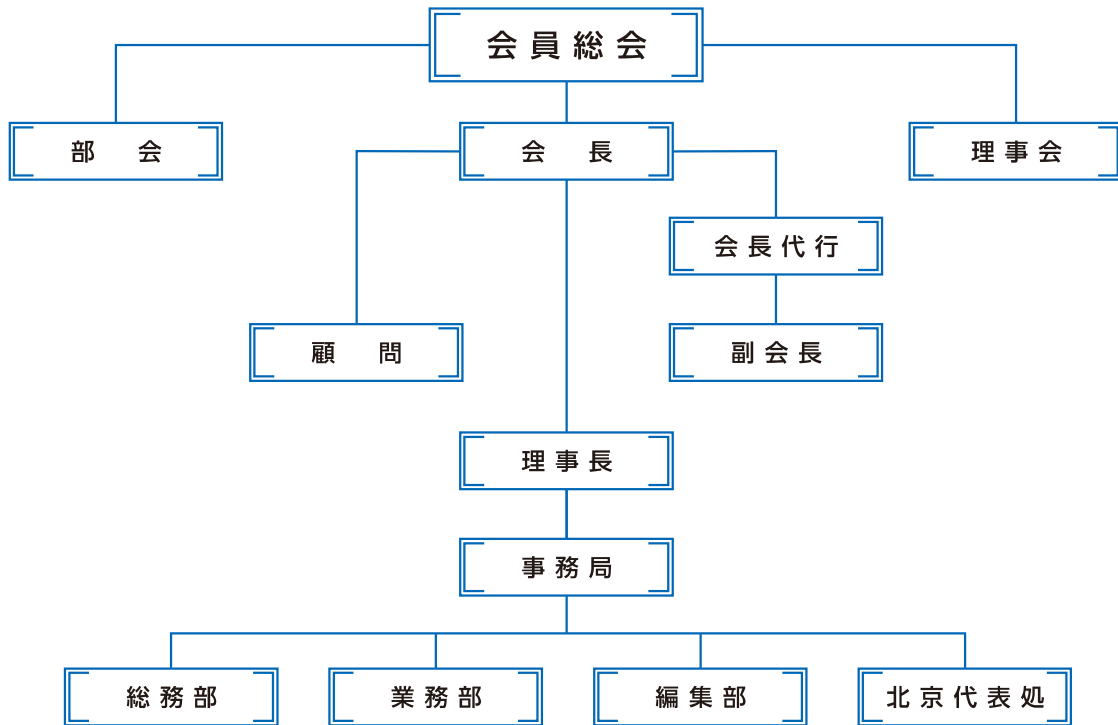 会員総会
部会
会長
理事会
会長代行
顧問
副会長
理事長
事務局
総務部
業務部
編集部
北京代表処